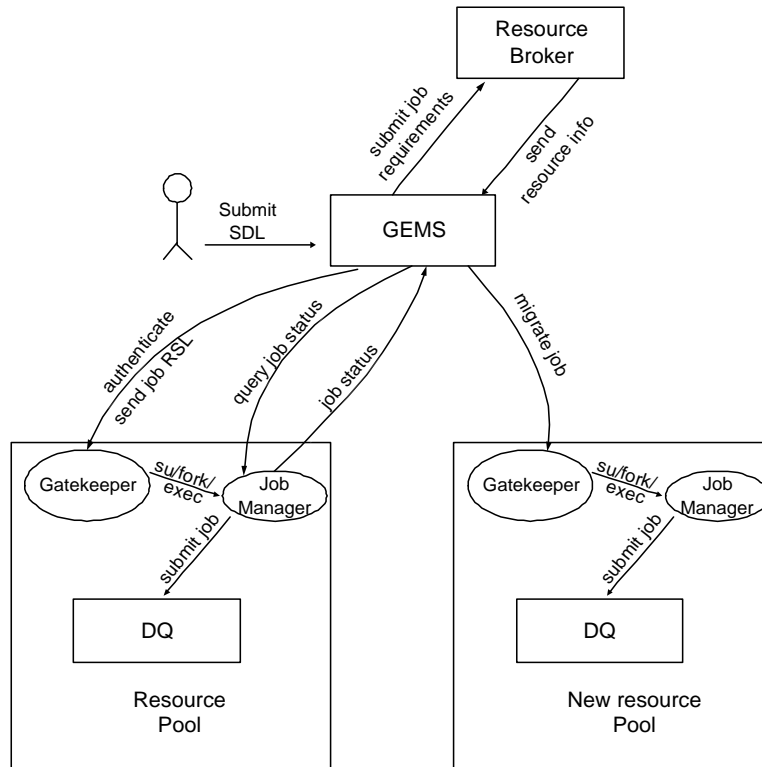 Resource
Broker
submit job
requirements
send
resource info
Submit
SDL
GEMS
authenticate
send job RSL
query job status
job status
migrate job
Gatekeeper
su/fork/
exec
Job
Manager
submit job
DQ
Resource
Pool
Gatekeeper
su/fork/
exec
Job
Manager
submit job
DQ
New resource
Pool